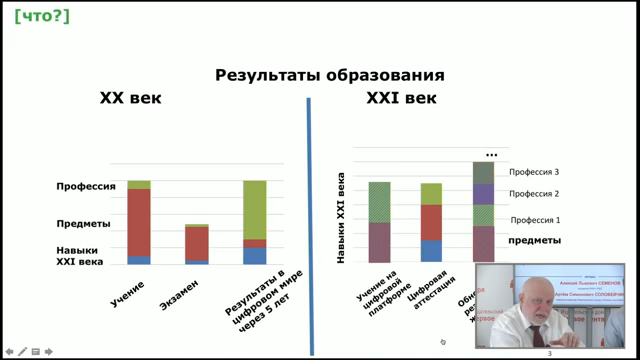 [что?]
Результаты образования
XX век
XXI век
Профессия
Предметы
Навыки
XXI века
Учение
Экзамен
Результаты в
цифровом мире
через 5 лет
Навыки XXI века
...
Профессия 3
Профессия 2
Профессия 1
предметы
Учение на
цифровой
платформе
Цифровая
аттестация
Алексей Львович СЕМЕНОВ
3